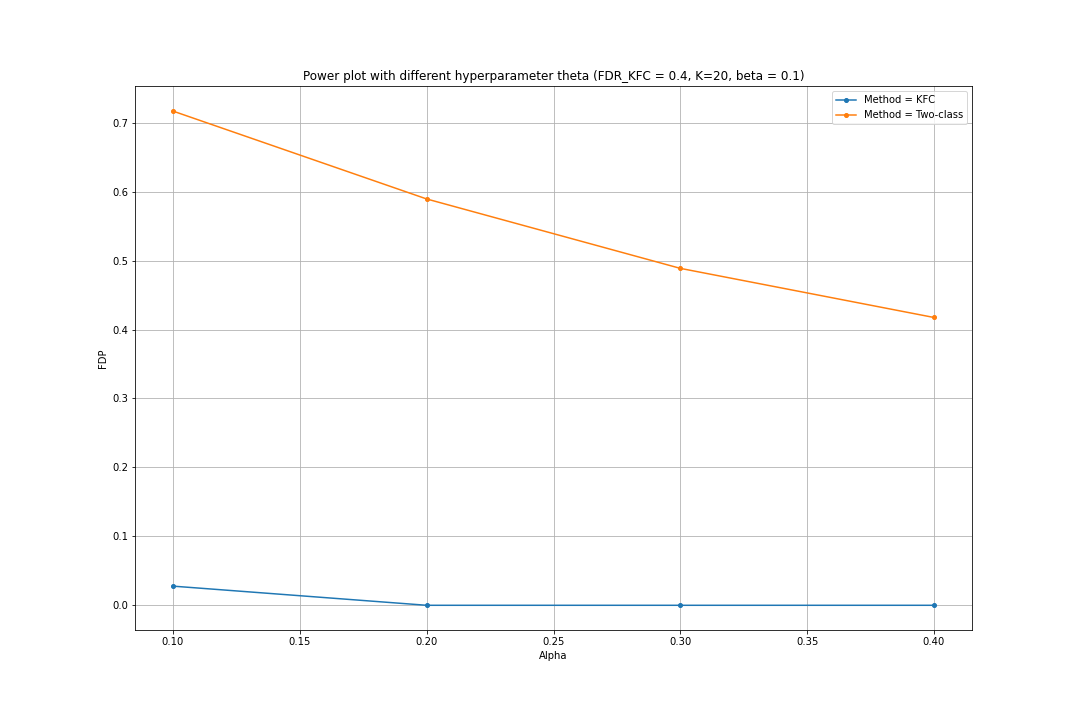 Power plot with different hyperparameter theta (FDR_KFC = 0.4, K=20, beta = 0.1)
Method = KFC
Method = Two-class
0.7
0.6
0.5
0.4
0.3
0.2
0.1
0.0
FDP
0.10 0.15 0.20 0.25 0.30 0.35 0.40
Alpha